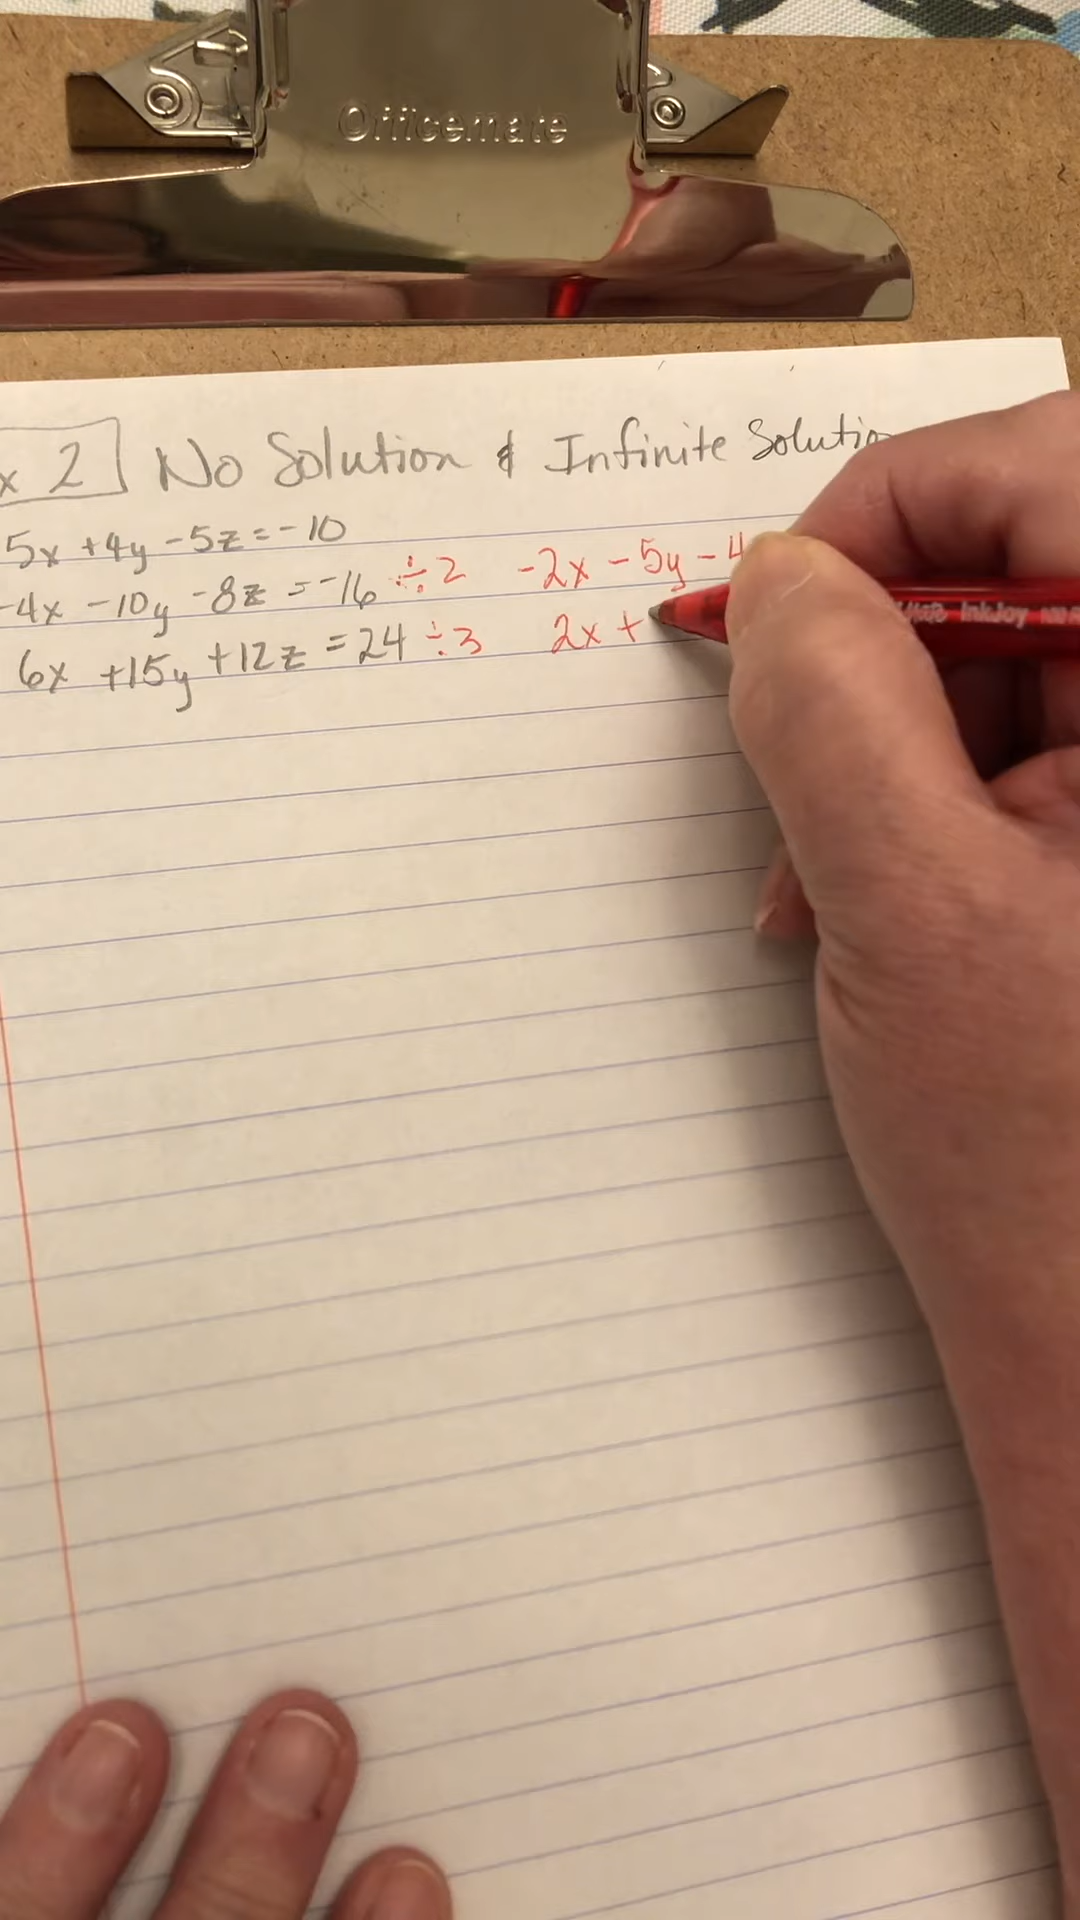 Officemate
x 2 No Solution & Infinite Solutio
5x + 4y - 5z = -10
-4x - 10y - 8z = -16 ÷ 2 -2x - 5y - 4
6x + 15y + 12z = 24 ÷ 3 2x +
InkJoy